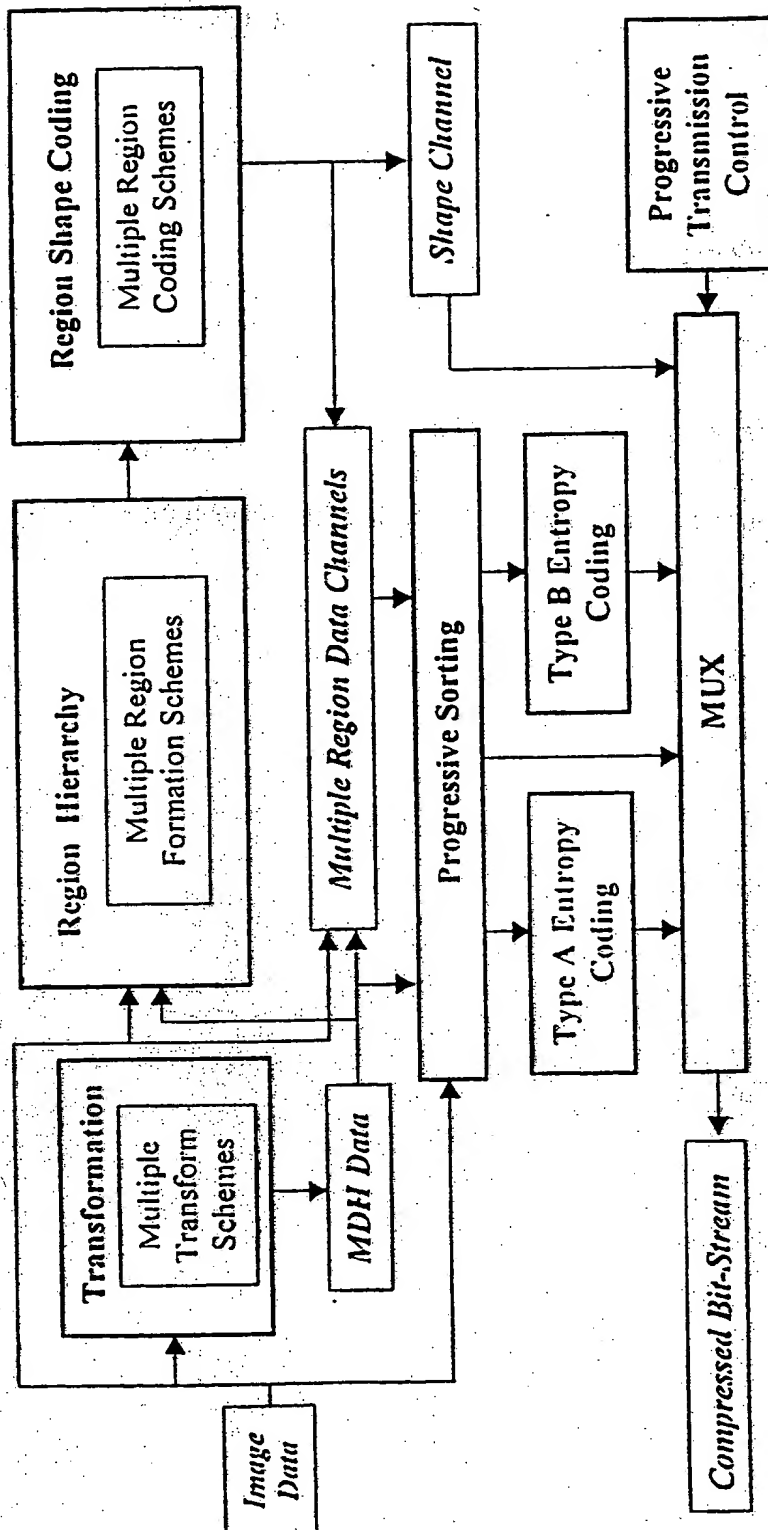 Image
Data
Transformation
Multiple
Transform
Schemes
MDH Data
Region Hierarchy
Multiple Region
Formation Schemes
Region Shape Coding
Multiple Region
Coding Schemes
Multiple Region Data Channels
Shape Channel
Progressive Sorting
Type A Entropy
Coding
Type B Entropy
Coding
Progressive
Transmission
Control
MUX
Compressed Bit-Stream